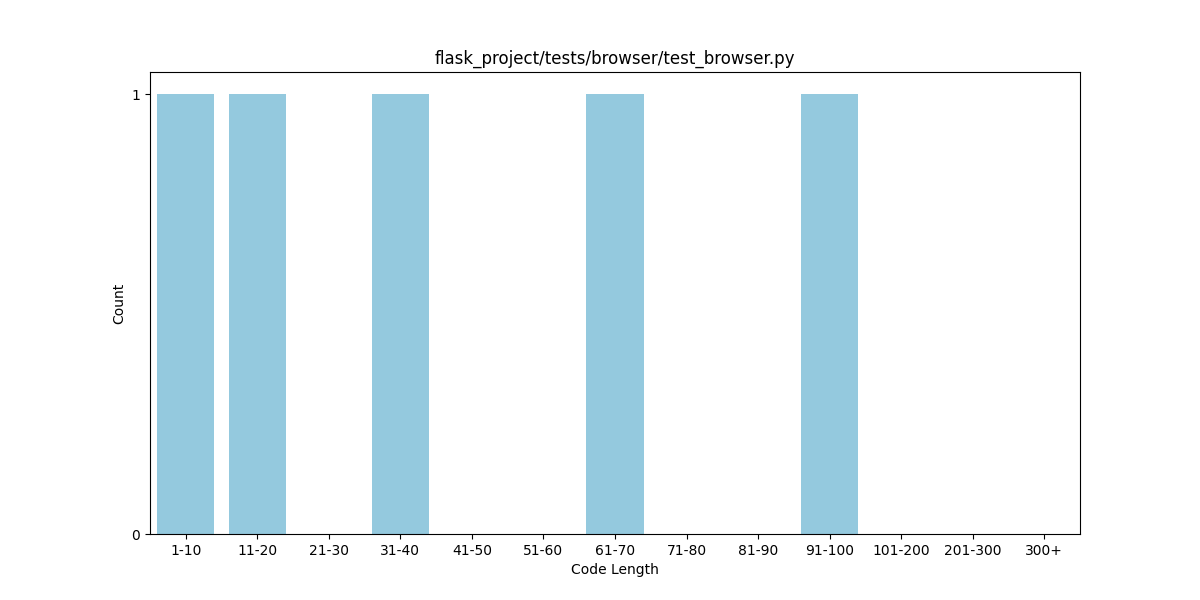 flask_project/tests/browser/test_browser.py
1
Count
0
1-10 11-20 21-30 31-40 41-50 51-60 61-70 71-80 81-90 91-100 101-200 201-300 300+
Code Length